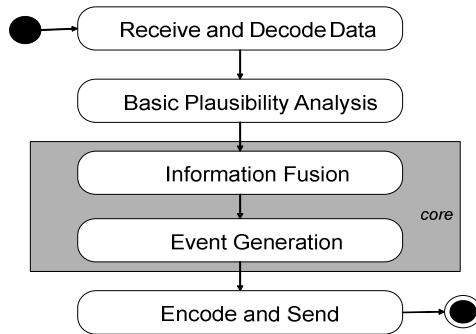 Receive and Decode Data
Basic Plausibility Analysis
Information Fusion
core
Event Generation
Encode and Send